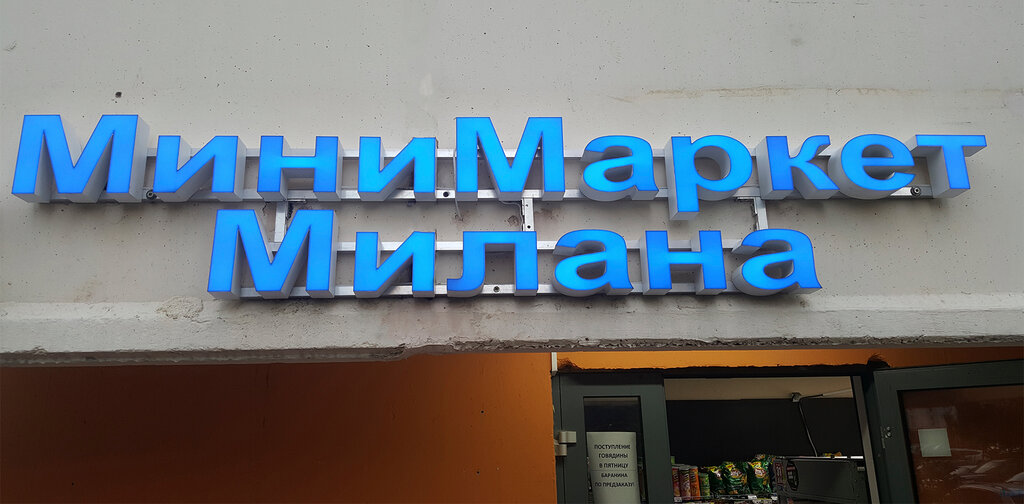 МиниМаркет
Милана
ПОСТУПЛЕНИЕ
ГОВЯДИНЫ
В ПЯТНИЦУ
БАРАНИНА
ПО ПРЕДЗАКАЗУ!